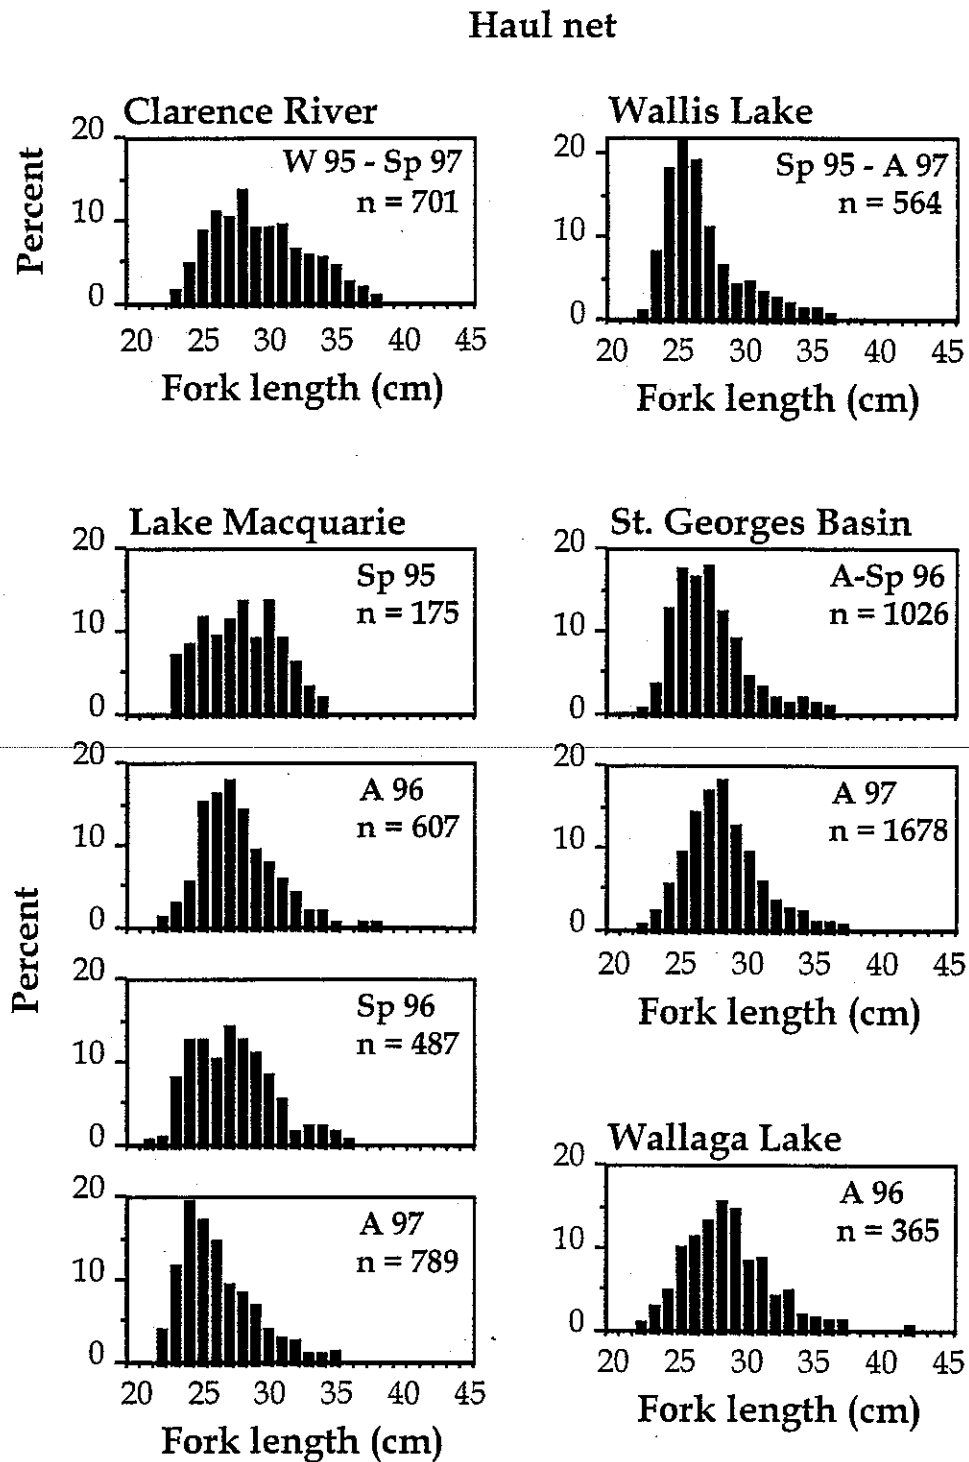 Haul net
Clarence River
W 95 - Sp 97
n = 701
Percent
20
10
0
20 25 30 35 40 45
Fork length (cm)
Wallis Lake
Sp 95 - A 97
n = 564
20
10
0
20 25 30 35 40 45
Fork length (cm)
Lake Macquarie
Sp 95
n = 175
20
10
0
A 96
n = 607
20
10
0
Percent
Sp 96
n = 487
20
10
0
A 97
n = 789
20
10
0
20 25 30 35 40 45
Fork length (cm)
St. Georges Basin
A-Sp 96
n = 1026
20
10
0
A 97
n = 1678
20
10
0
20 25 30 35 40 45
Fork length (cm)
Wallaga Lake
A 96
n = 365
20
10
0
20 25 30 35 40 45
Fork length (cm)